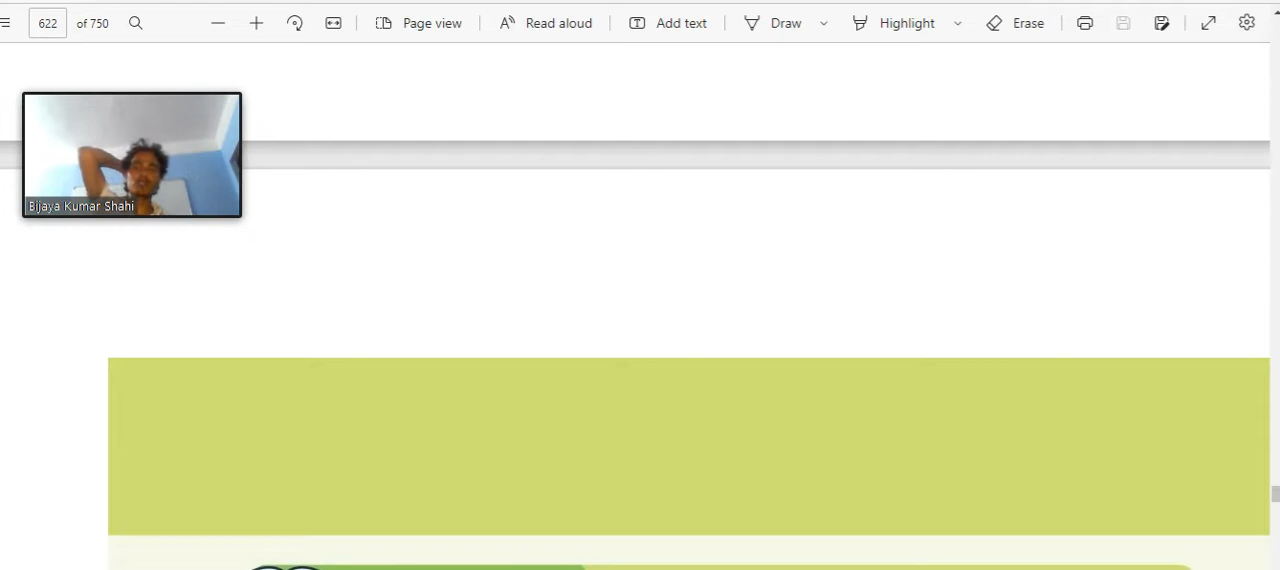 622 of 750 Page view Read aloud Add text Draw Highlight Erase
Bijaya Kumar Shahi